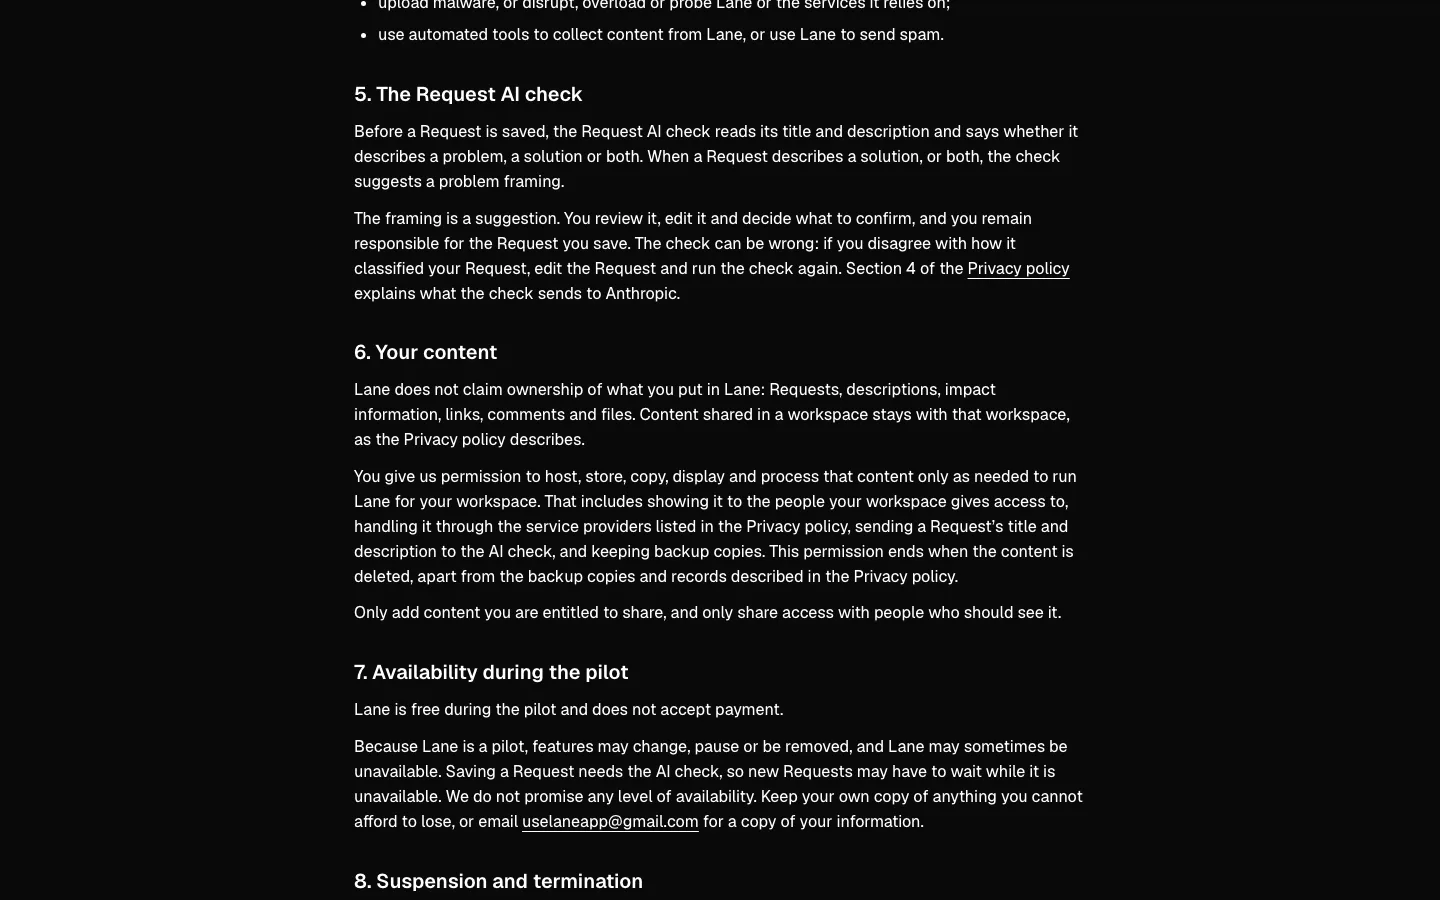 upload malware, or disrupt, overload or probe Lane or the services it relies on;
use automated tools to collect content from Lane, or use Lane to send spam.
5. The Request AI check
Before a Request is saved, the Request AI check reads its title and description and says whether it
describes a problem, a solution or both. When a Request describes a solution, or both, the check
suggests a problem framing.
The framing is a suggestion. You review it, edit it and decide what to confirm, and you remain
responsible for the Request you save. The check can be wrong: if you disagree with how it
classified your Request, edit the Request and run the check again. Section 4 of the Privacy policy
explains what the check sends to Anthropic.
6. Your content
Lane does not claim ownership of what you put in Lane: Requests, descriptions, impact
information, links, comments and files. Content shared in a workspace stays with that workspace,
as the Privacy policy describes.
You give us permission to host, store, copy, display and process that content only as needed to run
Lane for your workspace. That includes showing it to the people your workspace gives access to,
handling it through the service providers listed in the Privacy policy, sending a Request’s title and
description to the AI check, and keeping backup copies. This permission ends when the content is
deleted, apart from the backup copies and records described in the Privacy policy.
Only add content you are entitled to share, and only share access with people who should see it.
7. Availability during the pilot
Lane is free during the pilot and does not accept payment.
Because Lane is a pilot, features may change, pause or be removed, and Lane may sometimes be
unavailable. Saving a Request needs the AI check, so new Requests may have to wait while it is
unavailable. We do not promise any level of availability. Keep your own copy of anything you cannot
afford to lose, or email uselaneapp@gmail.com for a copy of your information.
8. Suspension and termination